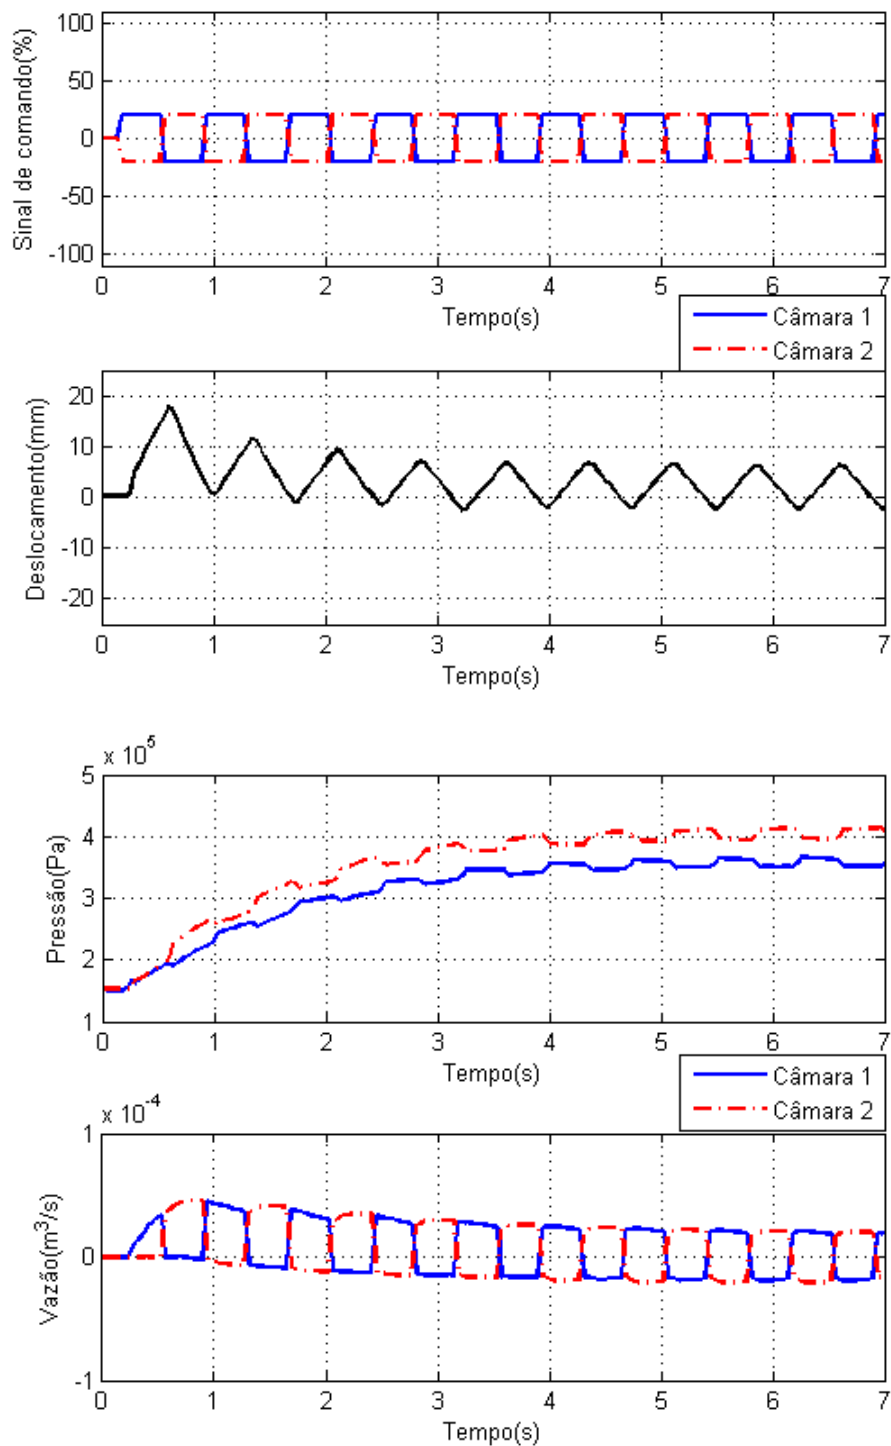 Sinal de comando(%)
100
50
0
-50
-100
0 1 2 3 4 5 6 7
Tempo(s)
Câmara 1
Câmara 2
Deslocamento(mm)
20
10
0
-10
-20
0 1 2 3 4 5 6 7
Tempo(s)
x 10^5
Pressão(Pa)
5
4
3
2
1
0 1 2 3 4 5 6 7
Tempo(s)
Câmara 1
Câmara 2
x 10^-4
Vazão(m³/s)
1
0
-1
0 1 2 3 4 5 6 7
Tempo(s)